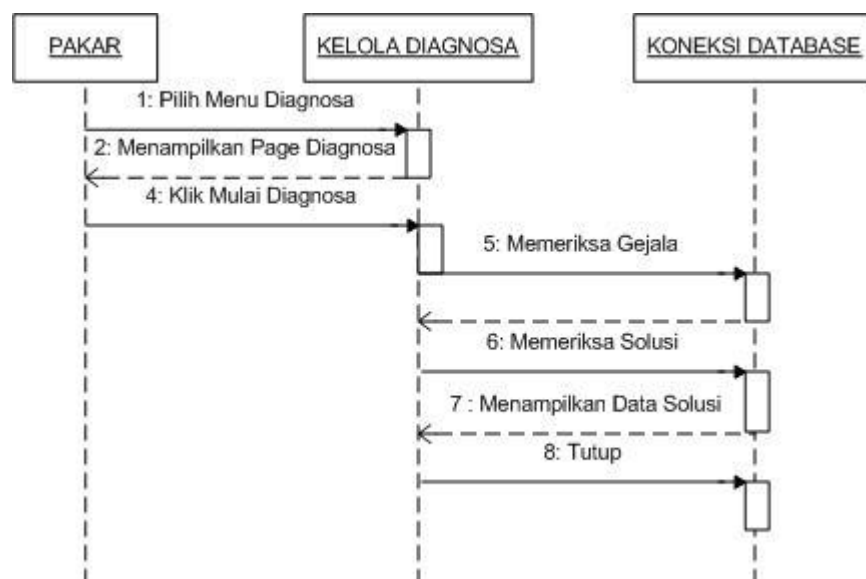 PAKAR
KELOLA DIAGNOSA
KONEKSI DATABASE
1: Pilih Menu Diagnosa
2: Menampilkan Page Diagnosa
4: Klik Mulai Diagnosa
5: Memeriksa Gejala
6: Memeriksa Solusi
7 : Menampilkan Data Solusi
8: Tutup